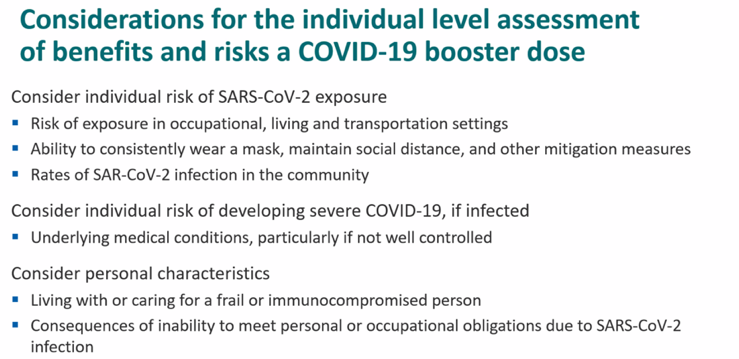 Considerations for the individual level assessment
of benefits and risks a COVID-19 booster dose
Consider individual risk of SARS-CoV-2 exposure
▪ Risk of exposure in occupational, living and transportation settings
▪ Ability to consistently wear a mask, maintain social distance, and other mitigation measures
▪ Rates of SAR-CoV-2 infection in the community
Consider individual risk of developing severe COVID-19, if infected
▪ Underlying medical conditions, particularly if not well controlled
Consider personal characteristics
▪ Living with or caring for a frail or immunocompromised person
▪ Consequences of inability to meet personal or occupational obligations due to SARS-CoV-2
infection